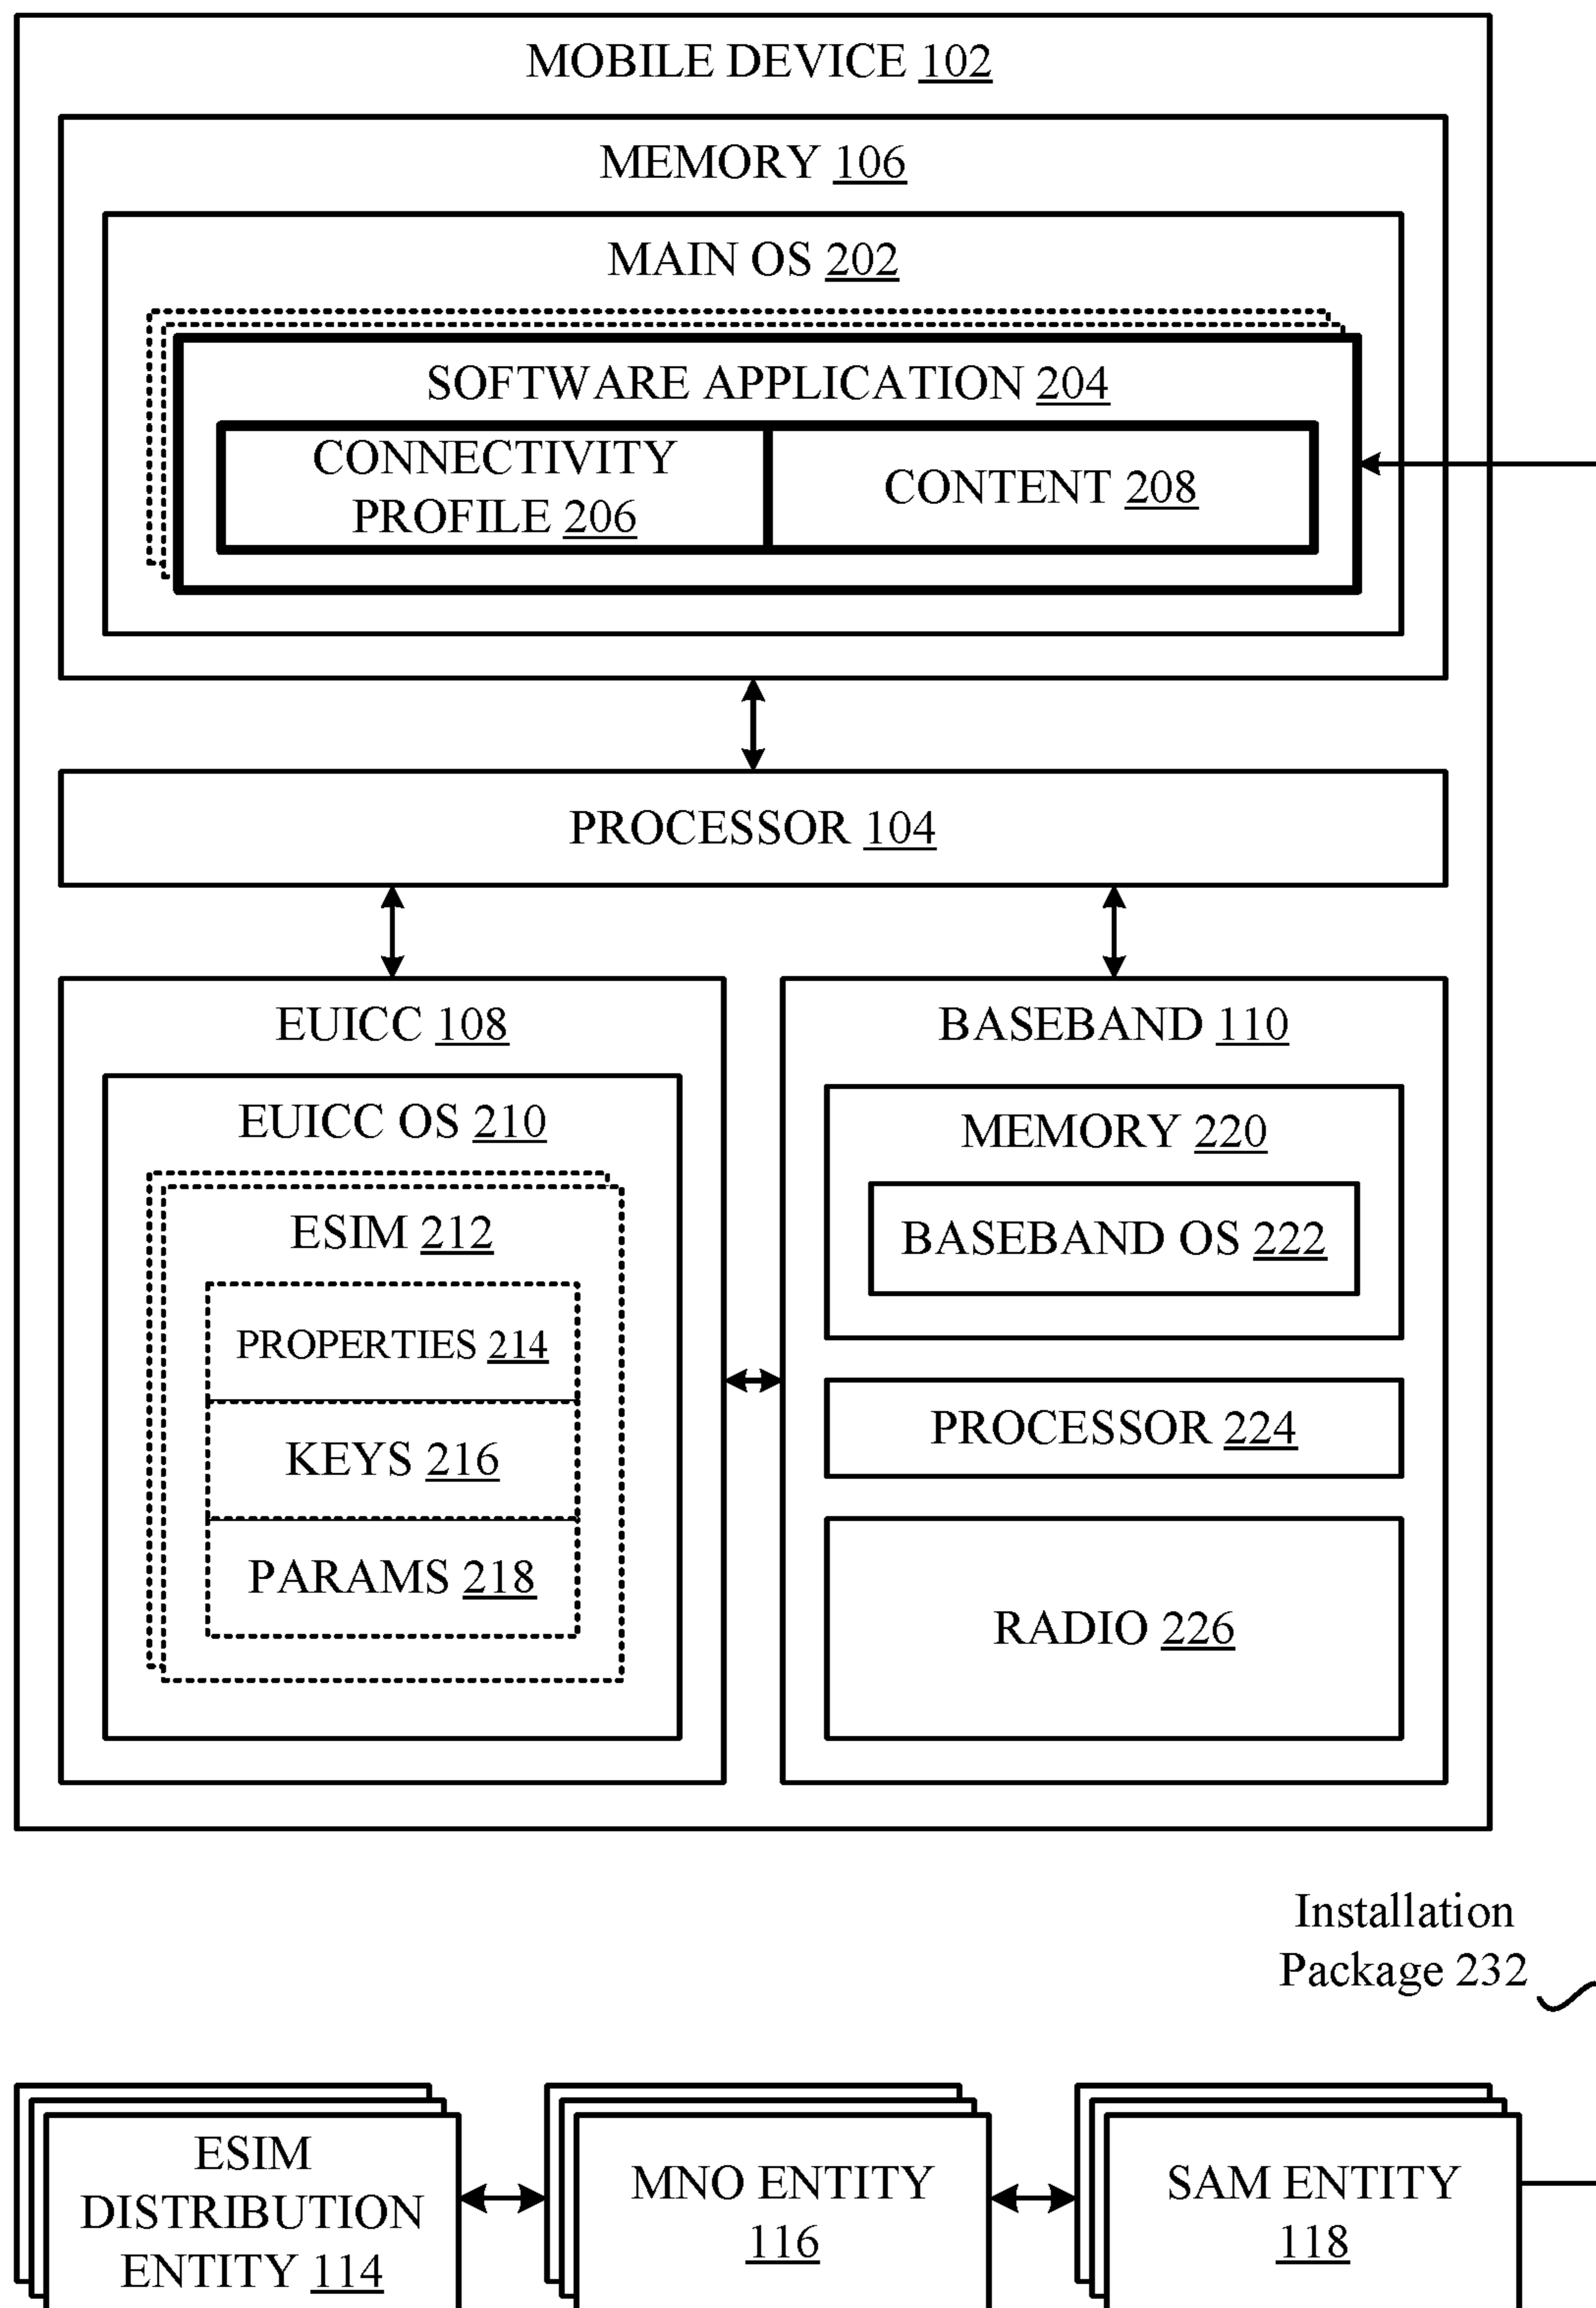 MOBILE DEVICE 102
MEMORY 106
MAIN OS 202
SOFTWARE APPLICATION 204
CONNECTIVITY
PROFILE 206
CONTENT 208
PROCESSOR 104
EUICC 108
EUICC OS 210
ESIM 212
PROPERTIES 214
KEYS 216
PARAMS 218
BASEBAND 110
MEMORY 220
BASEBAND OS 222
PROCESSOR 224
RADIO 226
Installation
Package 232
ESIM
DISTRIBUTION
ENTITY 114
MNO ENTITY
116
SAM ENTITY
118